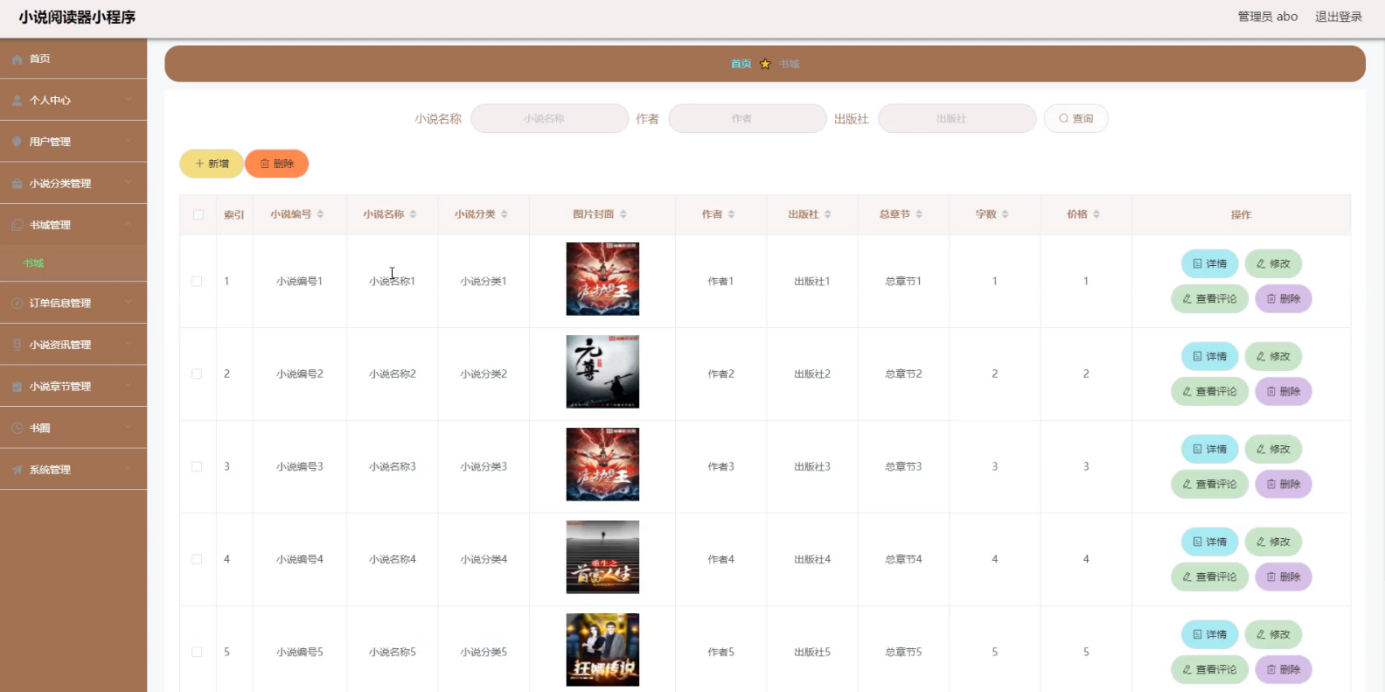 小说阅读器小程序
管理员 abo 退出登录
首页
个人中心
用户管理
小说分类管理
书城管理
书城
订单信息管理
小说资讯管理
小说章节管理
书圈
系统管理
首页 书城
小说名称 小说名称 作者 作者 出版社 出版社 查询
新增 删除
索引 小说编号 小说名称 小说分类 图片封面 作者 出版社 总章节 字数 价格 操作
1 小说编号1 小说名称1 小说分类1 作者1 出版社1 总章节1 1 1 详情 修改
查看评论 删除
2 小说编号2 小说名称2 小说分类2 元尊 作者2 出版社2 总章节2 2 2 详情 修改
查看评论 删除
3 小说编号3 小说名称3 小说分类3 作者3 出版社3 总章节3 3 3 详情 修改
查看评论 删除
4 小说编号4 小说名称4 小说分类4 重生之 首富人生 作者4 出版社4 总章节4 4 4 详情 修改
查看评论 删除
5 小说编号5 小说名称5 小说分类5 作者5 出版社5 总章节5 5 5 详情 修改
查看评论 删除